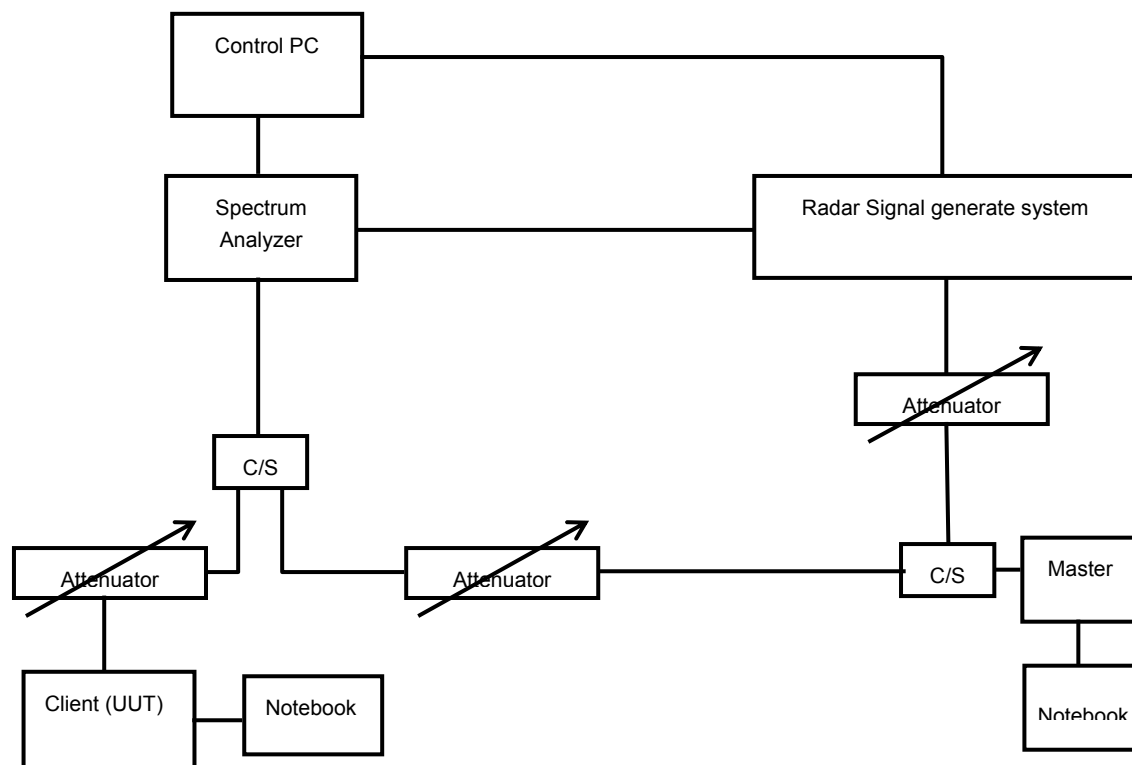 Control PC
Spectrum
Analyzer
Radar Signal generate system
Attenuator
C/S
Attenuator
Attenuator
C/S
Master
Client (UUT)
Notebook
Notebook